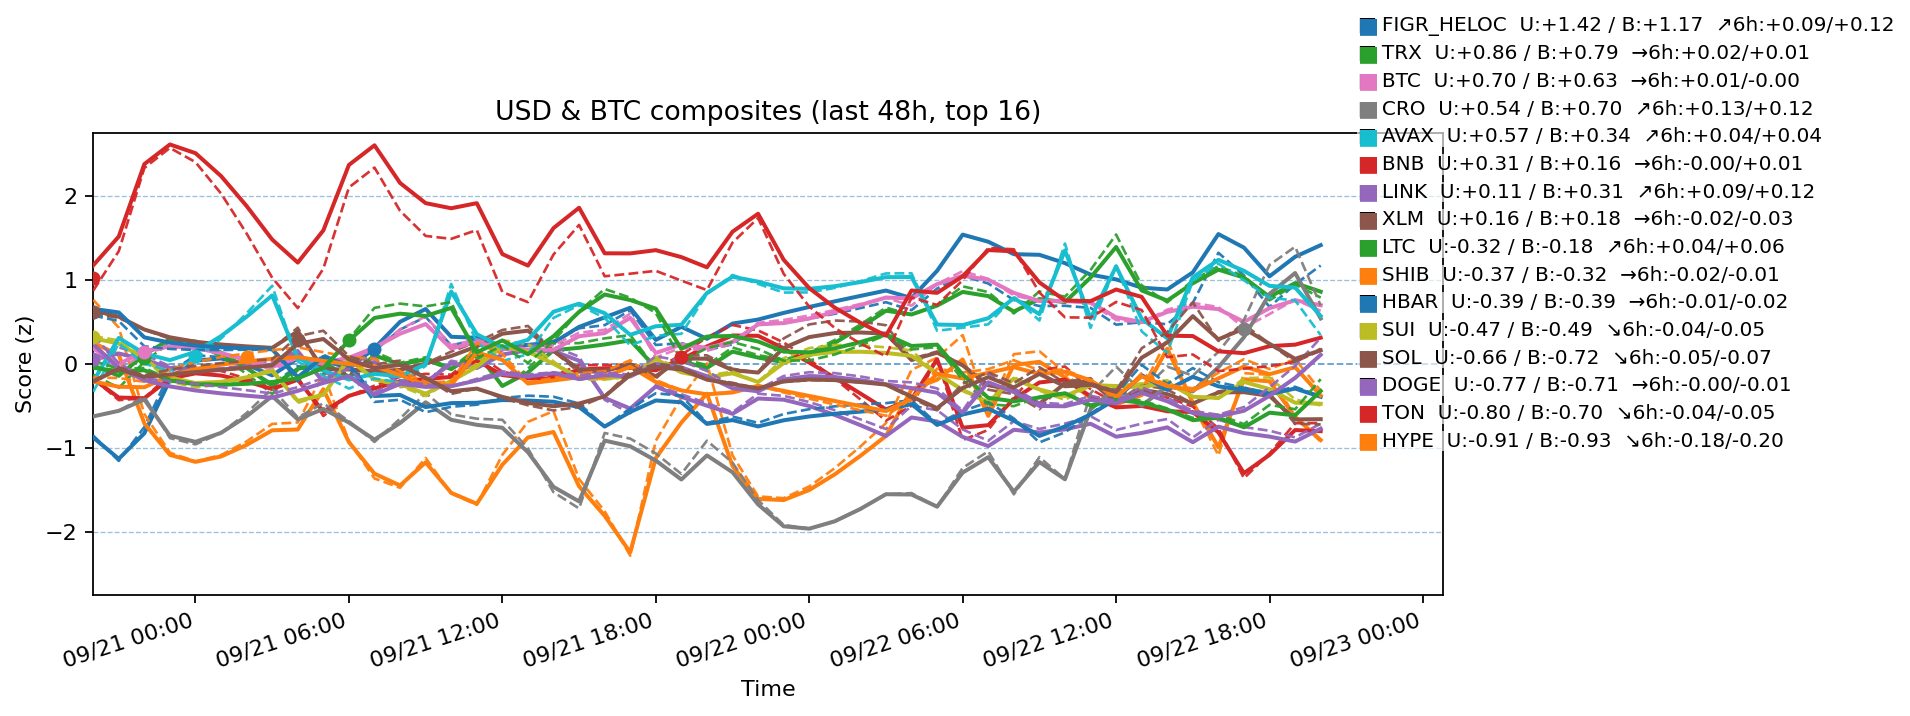 FIGR_HELOC  U:+1.42 / B:+1.17  ↗6h:+0.09/+0.12
TRX  U:+0.86 / B:+0.79  →6h:+0.02/+0.01
BTC  U:+0.70 / B:+0.63  →6h:+0.01/-0.00
CRO  U:+0.54 / B:+0.70  ↗6h:+0.13/+0.12
AVAX  U:+0.57 / B:+0.34  ↗6h:+0.04/+0.04
BNB  U:+0.31 / B:+0.16  →6h:-0.00/+0.01
LINK  U:+0.11 / B:+0.31  ↗6h:+0.09/+0.12
XLM  U:+0.16 / B:+0.18  →6h:-0.02/-0.03
LTC  U:-0.32 / B:-0.18  ↗6h:+0.04/+0.06
SHIB  U:-0.37 / B:-0.32  →6h:-0.02/-0.01
HBAR  U:-0.39 / B:-0.39  →6h:-0.01/-0.02
SUI  U:-0.47 / B:-0.49  ↘6h:-0.04/-0.05
SOL  U:-0.66 / B:-0.72  ↘6h:-0.05/-0.07
DOGE  U:-0.77 / B:-0.71  →6h:-0.00/-0.01
TON  U:-0.80 / B:-0.70  ↘6h:-0.04/-0.05
HYPE  U:-0.91 / B:-0.93  ↘6h:-0.18/-0.20
USD & BTC composites (last 48h, top 16)
Score (z)
2
1
0
−1
−2
09/21 00:00
09/21 06:00
09/21 12:00
09/21 18:00
09/22 00:00
09/22 06:00
09/22 12:00
09/22 18:00
09/23 00:00
Time